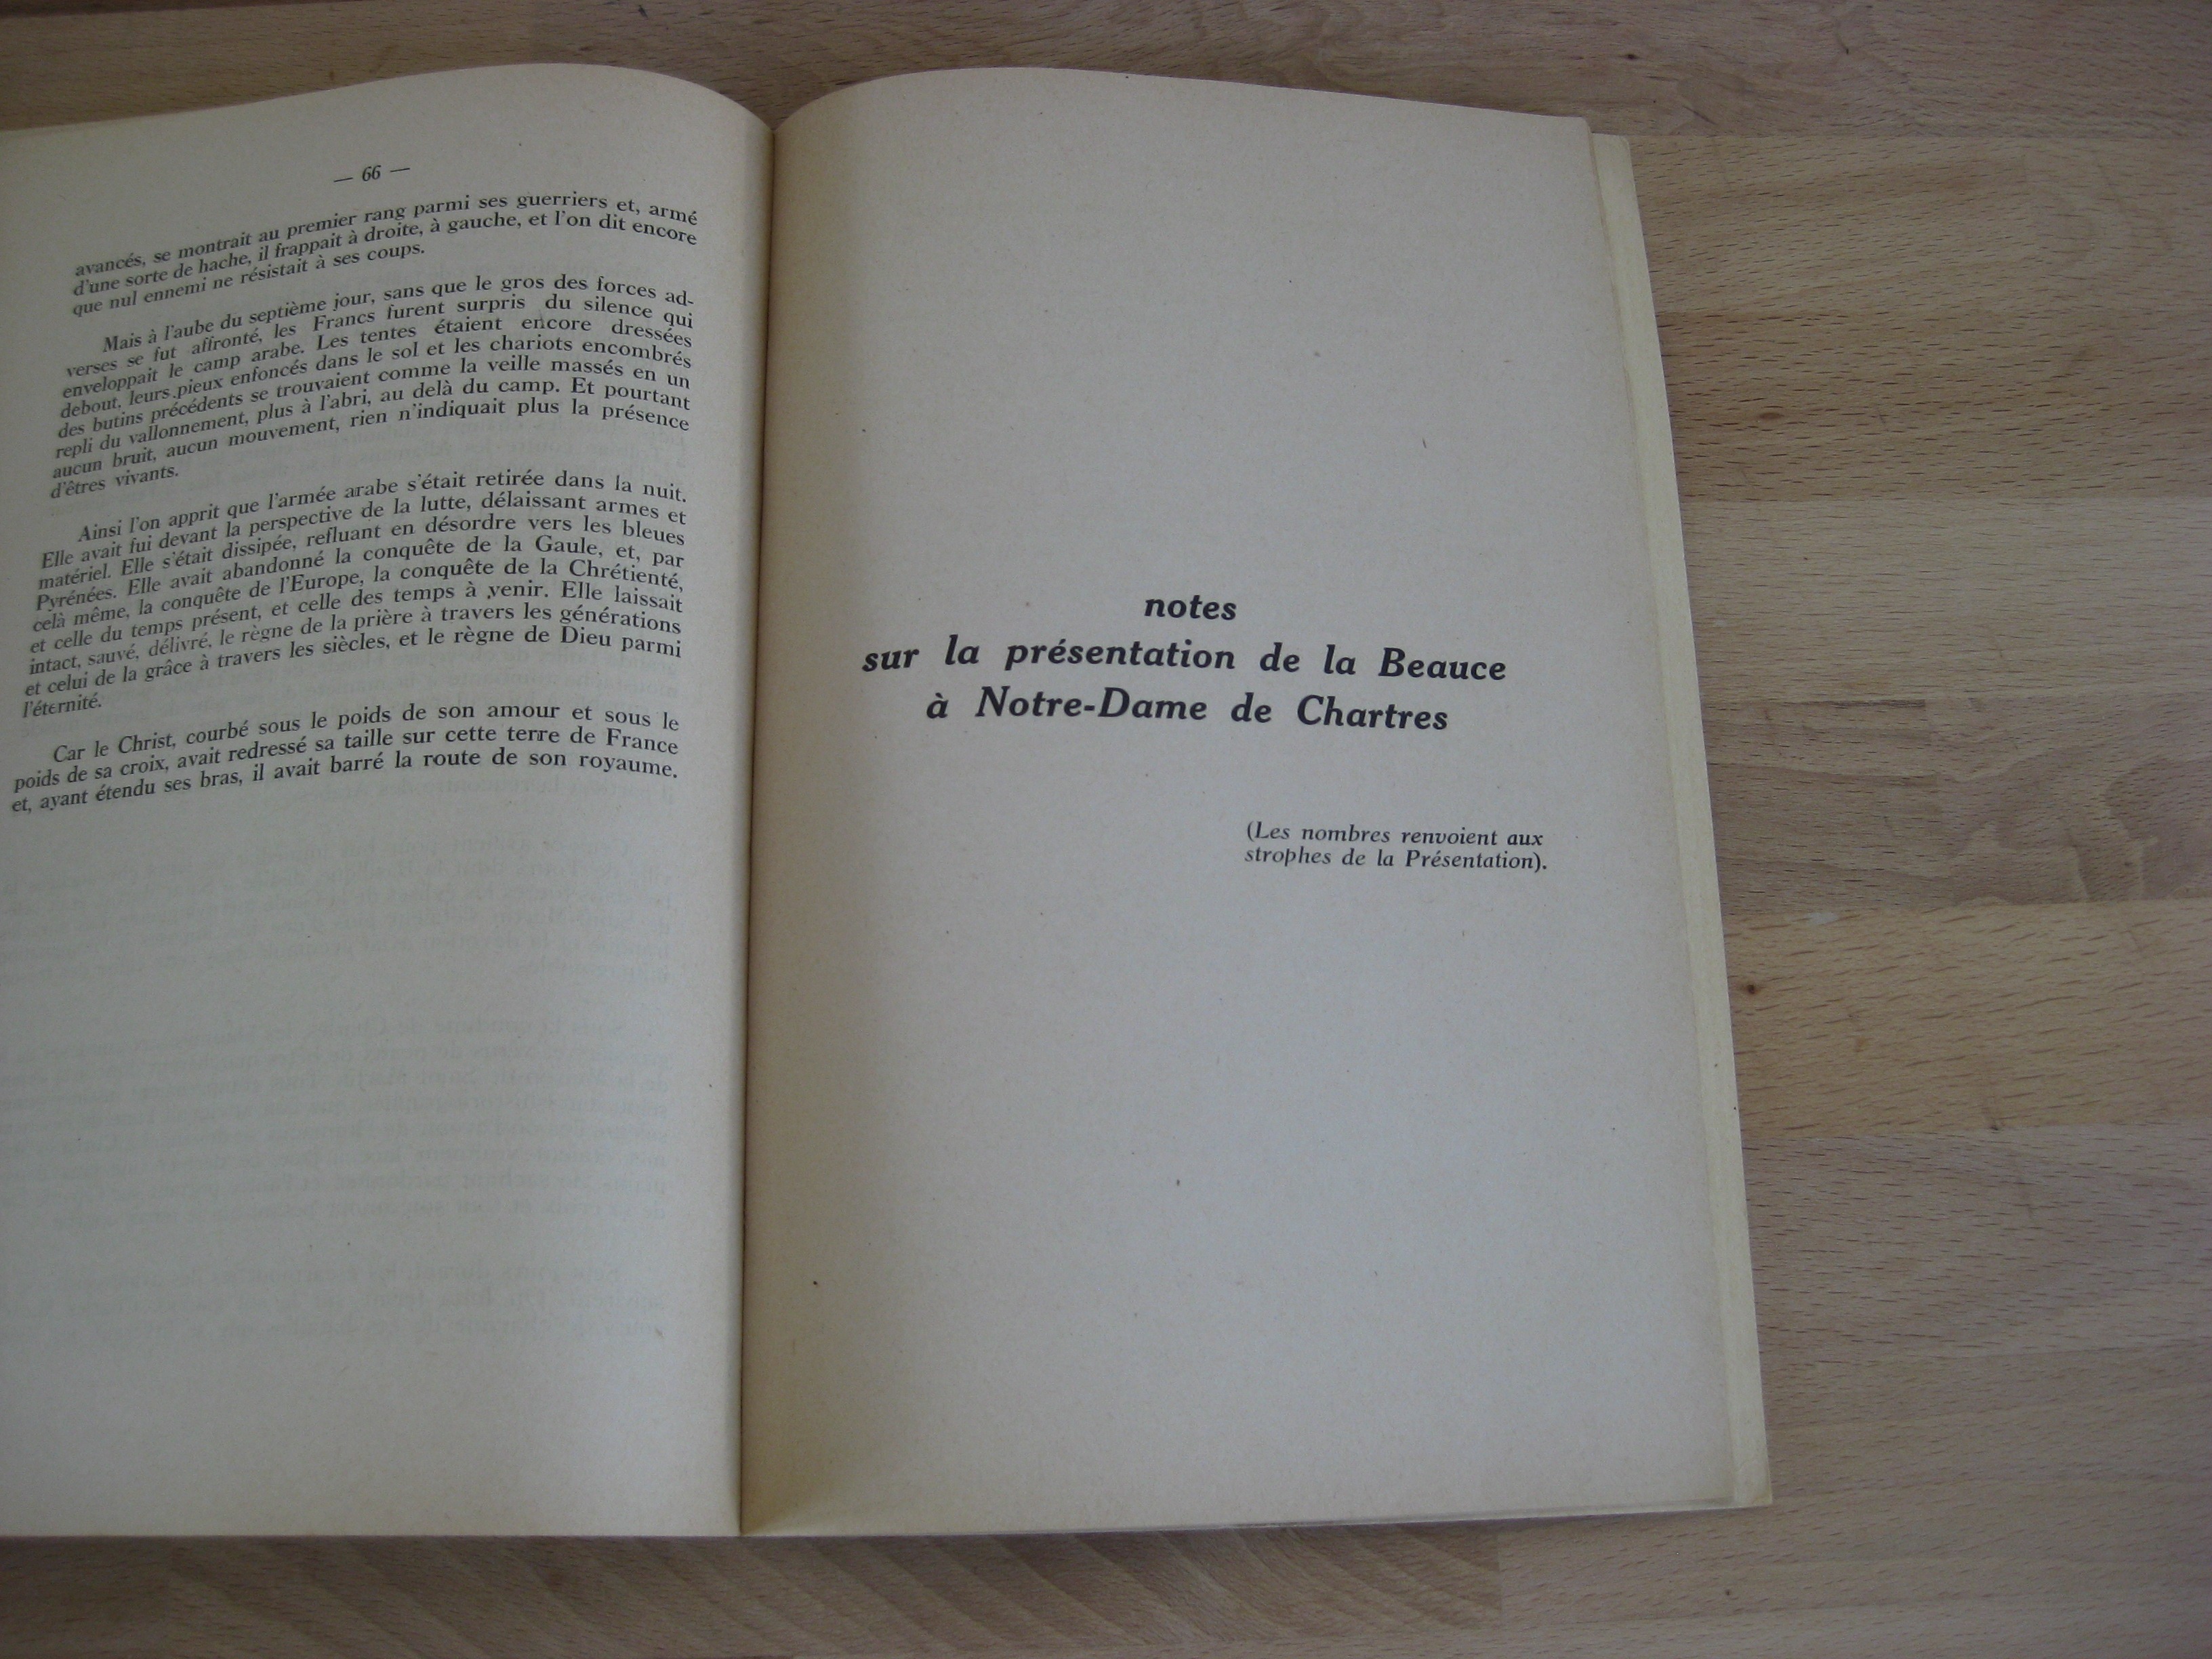 — 66 —
avancés, se montrait au premier rang parmi ses guerriers et, armé
d'une sorte de hache, il frappait à droite, à gauche, et l'on dit encore
que nul ennemi ne résistait à ses coups.
Mais à l'aube du septième jour, sans que le gros des forces ad-
verses se fut affronté, les Francs furent surpris du silence qui
enveloppait le camp arabe. Les tentes étaient encore dressées
debout, leurs pieux enfoncés dans le sol et les chariots encombrés
des butins précédents se trouvaient comme la veille massés en un
repli du vallonnement, plus à l'abri, au delà du camp. Et pourtant
aucun bruit, aucun mouvement, rien n'indiquait plus la présence
d'êtres vivants.
Ainsi l'on apprit que l'armée arabe s'était retirée dans la nuit.
Elle avait fui devant la perspective de la lutte, délaissant armes et
matériel. Elle s'était dissipée, refluant en désordre vers les bleues
Pyrénées. Elle avait abandonné la conquête de la Gaule, et, par
celà même, la conquête de l'Europe, la conquête de la Chrétienté,
et celle du temps présent, et celle des temps à venir. Elle laissait
intact, sauvé, délivré, le règne de la prière à travers les générations
et celui de la grâce à travers les siècles, et le règne de Dieu parmi
l'éternité.
Car le Christ, courbé sous le poids de son amour et sous le
poids de sa croix, avait redressé sa taille sur cette terre de France
et, ayant étendu ses bras, il avait barré la route de son royaume.
notes
sur la présentation de la Beauce
à Notre-Dame de Chartres
(Les nombres renvoient aux
strophes de la Présentation).